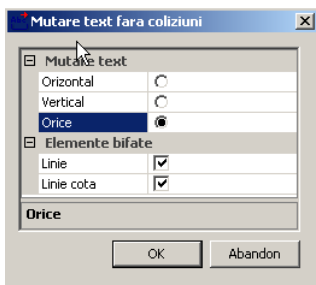 Mutare text fara coliziuni
Mutare text
Orizontal
Vertical
Orice
Elemente bifate
Linie
Linie cota
Orice
OK Abandon